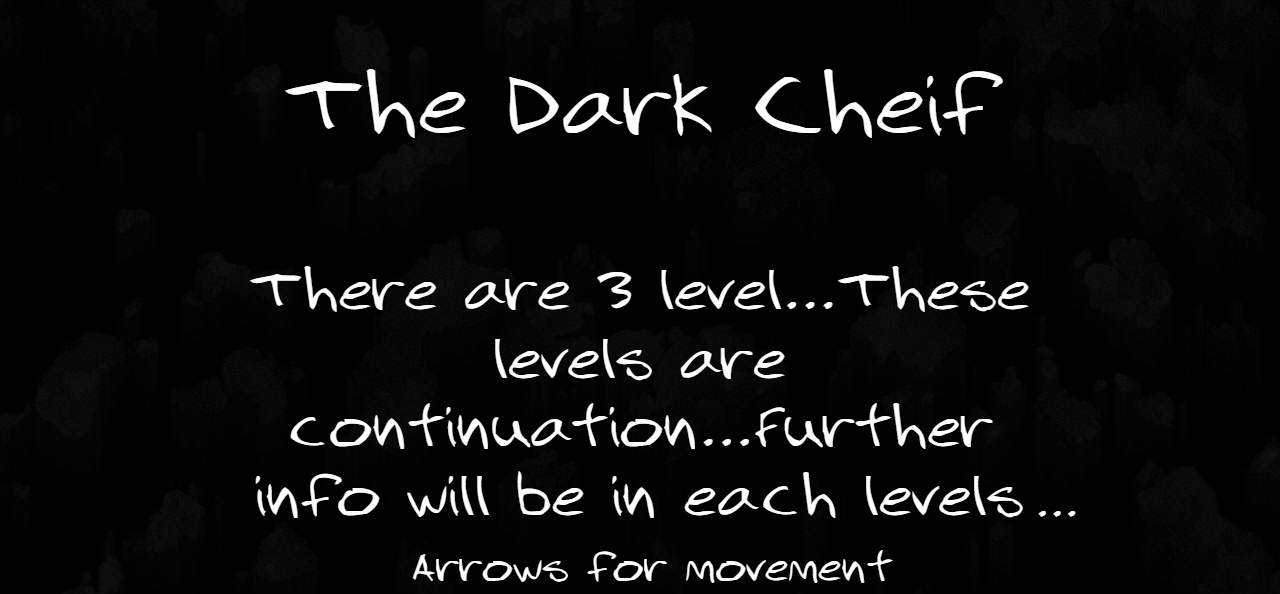 The Dark Cheif
There are 3 level...These
levels are
continuation...Further
info will be in each levels...
Arrows for movement